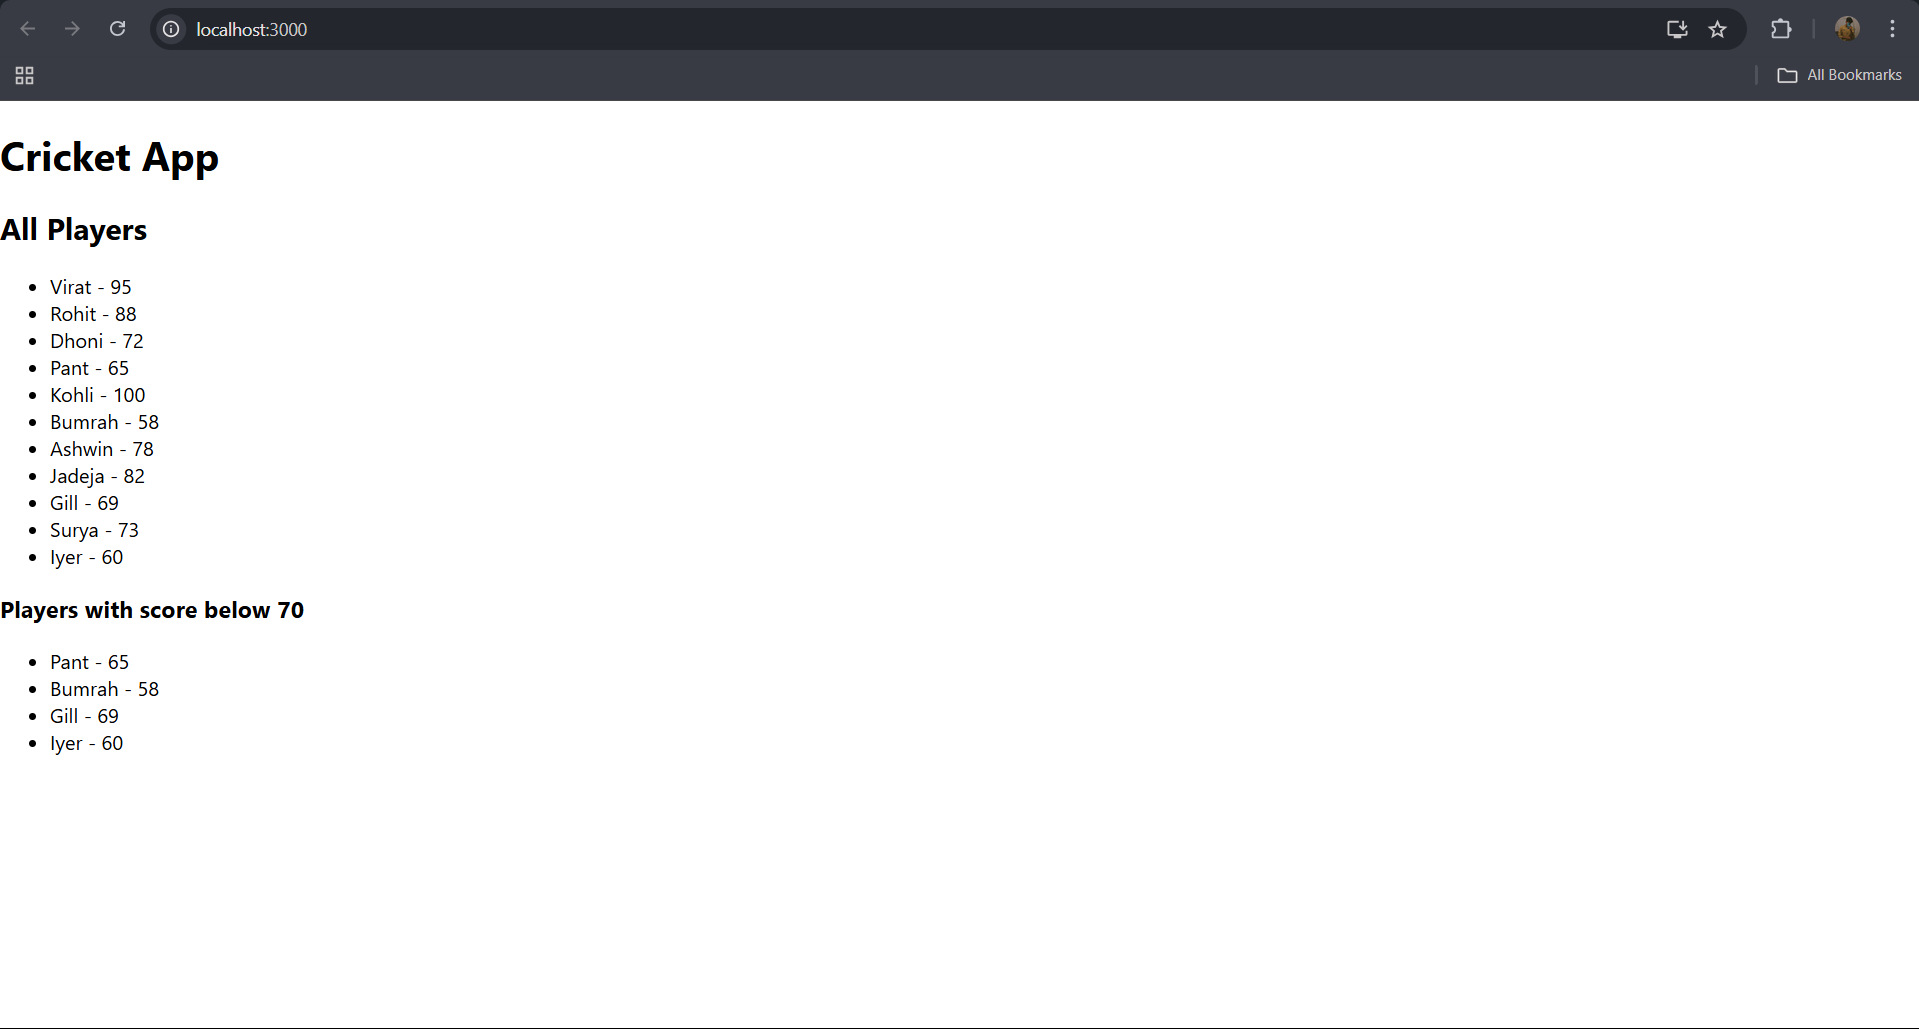 localhost:3000
All Bookmarks
Cricket App
All Players
Virat - 95
Rohit - 88
Dhoni - 72
Pant - 65
Kohli - 100
Bumrah - 58
Ashwin - 78
Jadeja - 82
Gill - 69
Surya - 73
Iyer - 60
Players with score below 70
Pant - 65
Bumrah - 58
Gill - 69
Iyer - 60